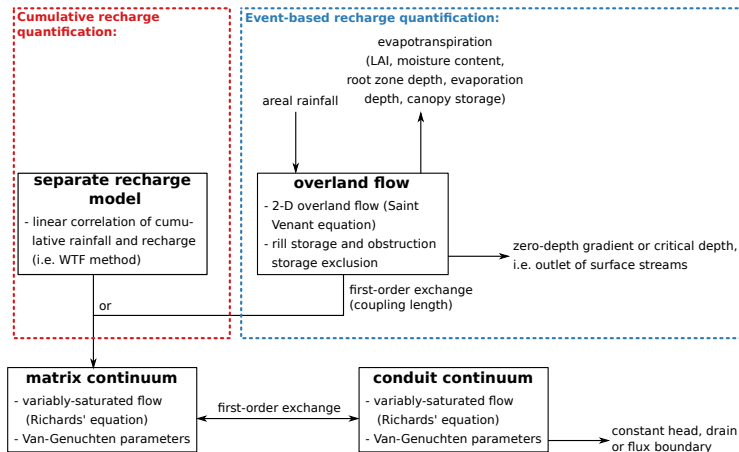 Cumulative recharge
quantification:
Event-based recharge quantification:
evapotranspiration
(LAI, moisture content,
root zone depth, evaporation
depth, canopy storage)
areal rainfall
separate recharge
model
- linear correlation of cumu-
lative rainfall and recharge
(i.e. WTF method)
overland flow
- 2-D overland flow (Saint
Venant equation)
- rill storage and obstruction
storage exclusion
zero-depth gradient or critical depth,
i.e. outlet of surface streams
first-order exchange
(coupling length)
or
matrix continuum
- variably-saturated flow
(Richards' equation)
- Van-Genuchten parameters
first-order exchange
conduit continuum
- variably-saturated flow
(Richards' equation)
- Van-Genuchten parameters
constant head, drain
or flux boundary